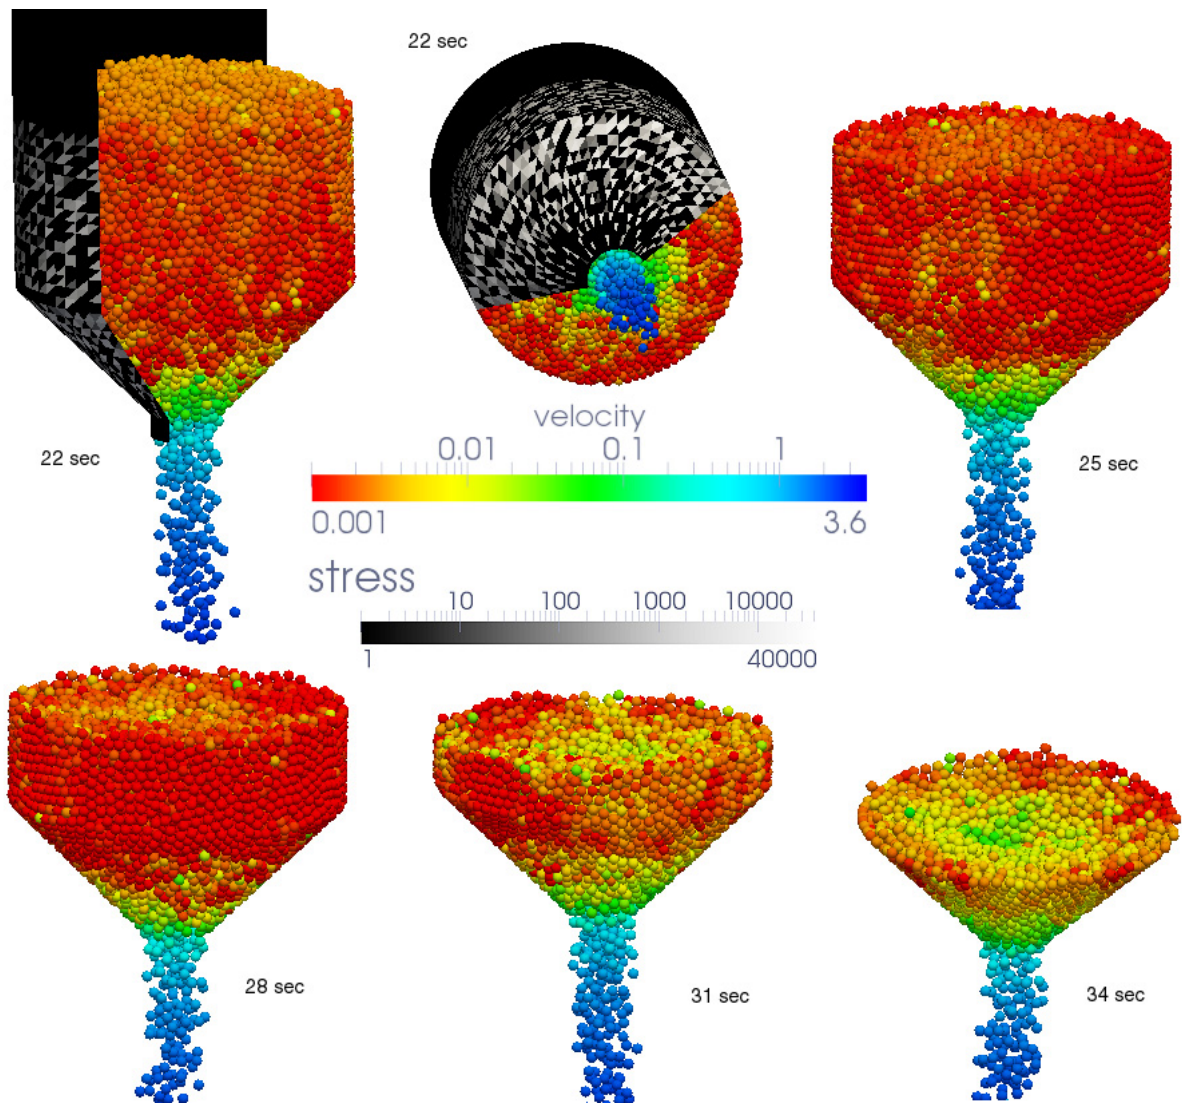 22 sec
22 sec
25 sec
velocity
0.01 0.1 1
0.001 3.6
stress
10 100 1000 10000
1 40000
28 sec
31 sec
34 sec